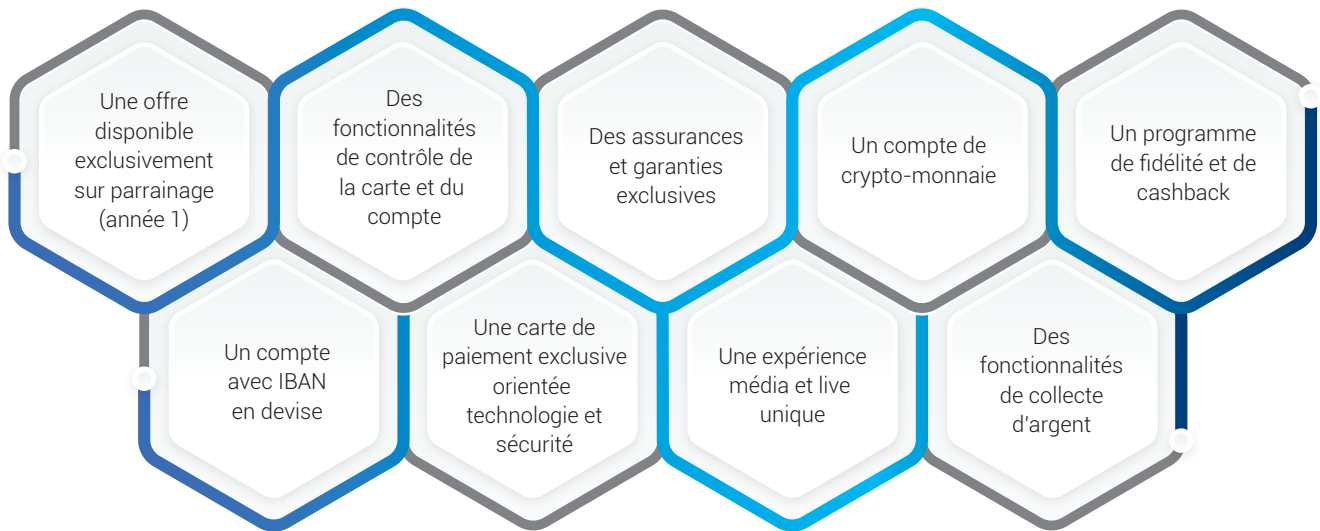 Une offre
disponible
exclusivement
sur parrainage
(année 1)
Des
fonctionnalités
de contrôle de
la carte et du
compte
Des assurances
et garanties
exclusives
Un compte de
crypto-monnaie
Un programme
de fidélité et de
cashback
Un compte
avec IBAN
en devise
Une carte de
paiement exclusive
orientée
technologie et
sécurité
Une expérience
média et live
unique
Des
fonctionnalités
de collecte
d'argent